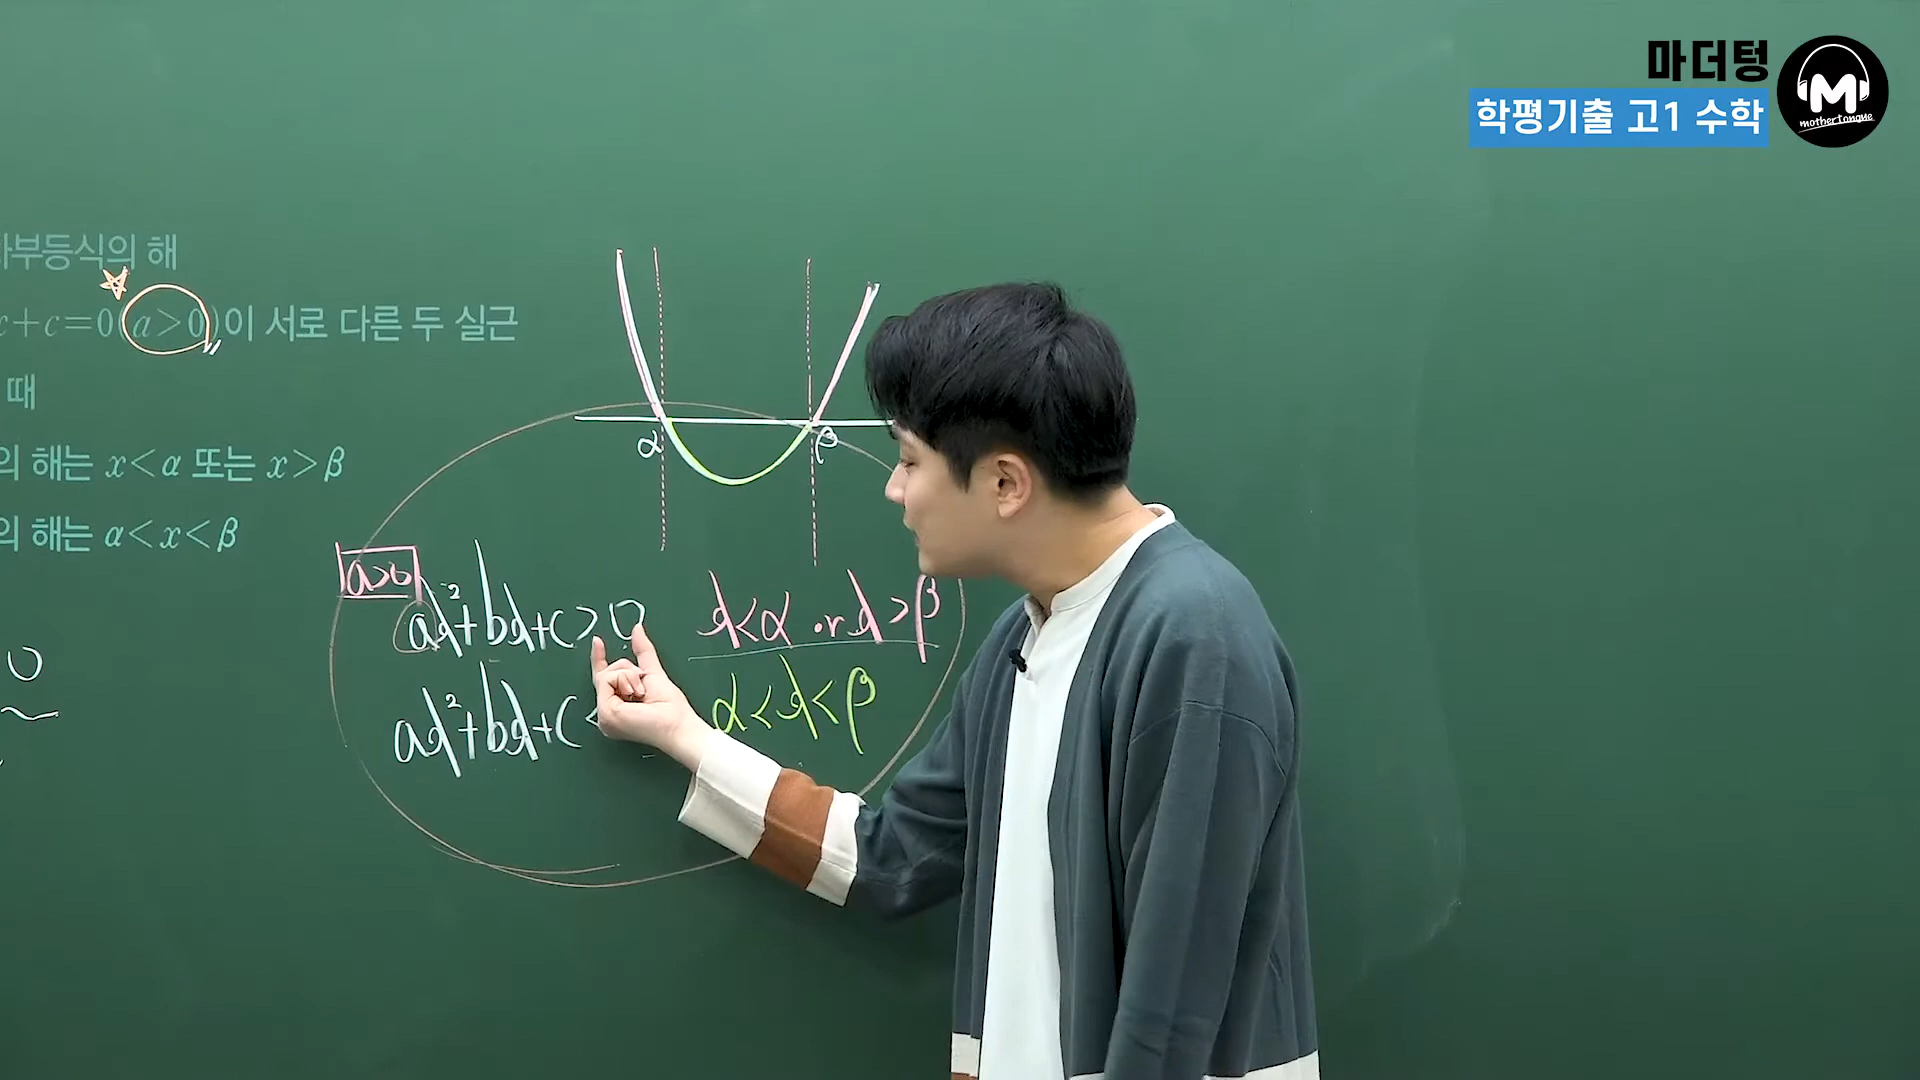 마더텅
학평기출 고1 수학
M
mothertongue
차부등식의 해
x+c=0(a>0)이 서로 다른 두 실근
때
의 해는 x<α 또는 x>β
의 해는 α<x<β
α β
a>0
ax²+bx+c>0 x<α or x>β
ax²+bx+c< α<x<β
0